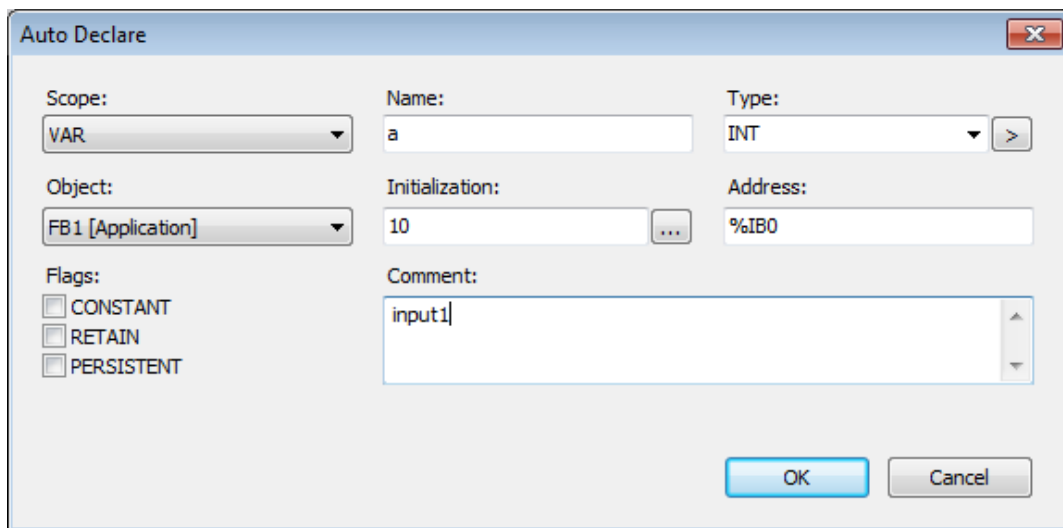 Auto Declare
Scope: Name: Type:
VAR a INT >
Object: Initialization: Address:
FB1 [Application] 10 ... %IB0
Flags: Comment:
CONSTANT input1
RETAIN
PERSISTENT
OK Cancel